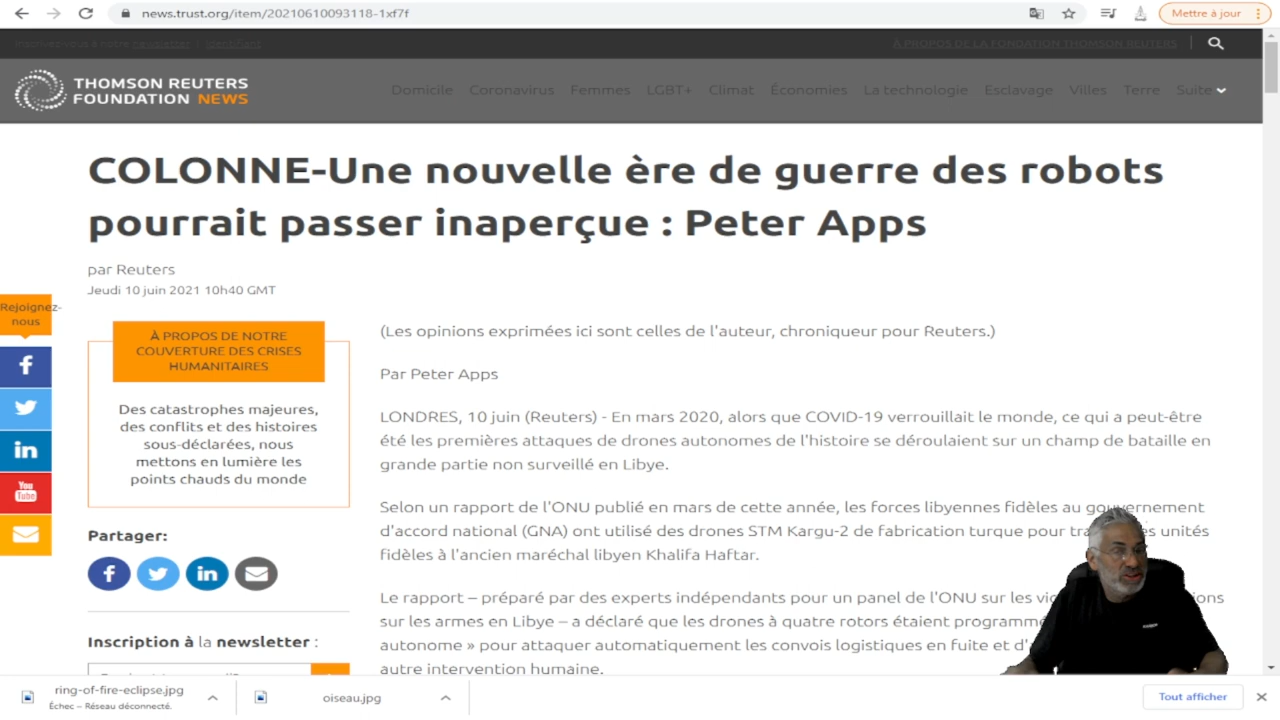 news.trust.org/item/20210610093118-1xf7f
Mettre à jour
Inscrivez-vous à notre newsletter | Identifiant
À PROPOS DE LA FONDATION THOMSON REUTERS
THOMSON REUTERS
FOUNDATION NEWS
Domicile Coronavirus Femmes LGBT+ Climat Économies La technologie Esclavage Villes Terre Suite
COLONNE-Une nouvelle ère de guerre des robots
pourrait passer inaperçue : Peter Apps
par Reuters
Jeudi 10 juin 2021 10h40 GMT
Rejoignez-
nous
À PROPOS DE NOTRE
COUVERTURE DES CRISES
HUMANITAIRES
Des catastrophes majeures,
des conflits et des histoires
sous-déclarées, nous
mettons en lumière les
points chauds du monde
Partager:
Inscription à la newsletter :
(Les opinions exprimées ici sont celles de l'auteur, chroniqueur pour Reuters.)
Par Peter Apps
LONDRES, 10 juin (Reuters) - En mars 2020, alors que COVID-19 verrouillait le monde, ce qui a peut-être
été les premières attaques de drones autonomes de l'histoire se déroulaient sur un champ de bataille en
grande partie non surveillé en Libye.
Selon un rapport de l'ONU publié en mars de cette année, les forces libyennes fidèles au gouvernement
d'accord national (GNA) ont utilisé des drones STM Kargu-2 de fabrication turque pour unités
fidèles à l'ancien maréchal libyen Khalifa Haftar.
Le rapport – préparé par des experts indépendants pour un panel de l'ONU sur les
sur les armes en Libye – a déclaré que les drones à quatre rotors étaient
autonome » pour attaquer automatiquement les convois logistiques en fuite et
autre intervention humaine.
You
Tube
ring-of-fire-eclipse.jpg
Échec – Réseau déconnecté.
oiseau.jpg
Tout afficher